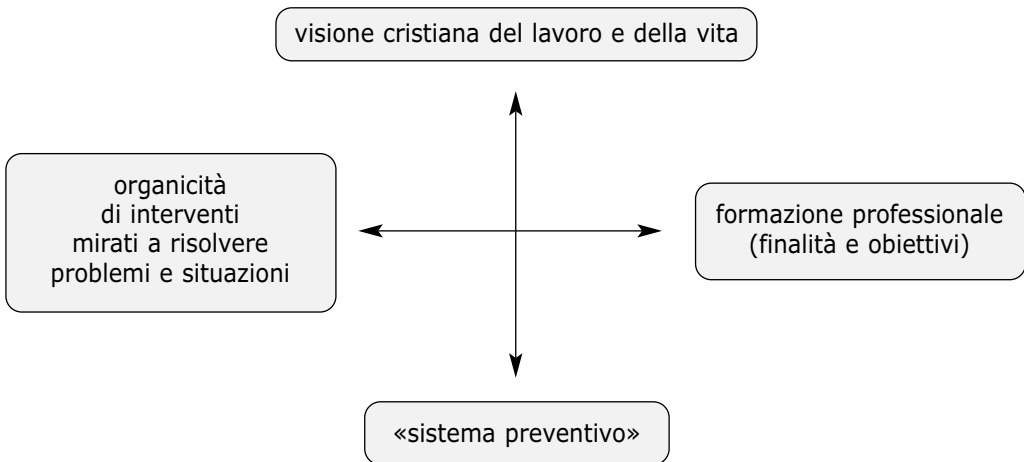 visione cristiana del lavoro e della vita
organicità
di interventi
mirati a risolvere
problemi e situazioni
formazione professionale
(finalità e obiettivi)
«sistema preventivo»